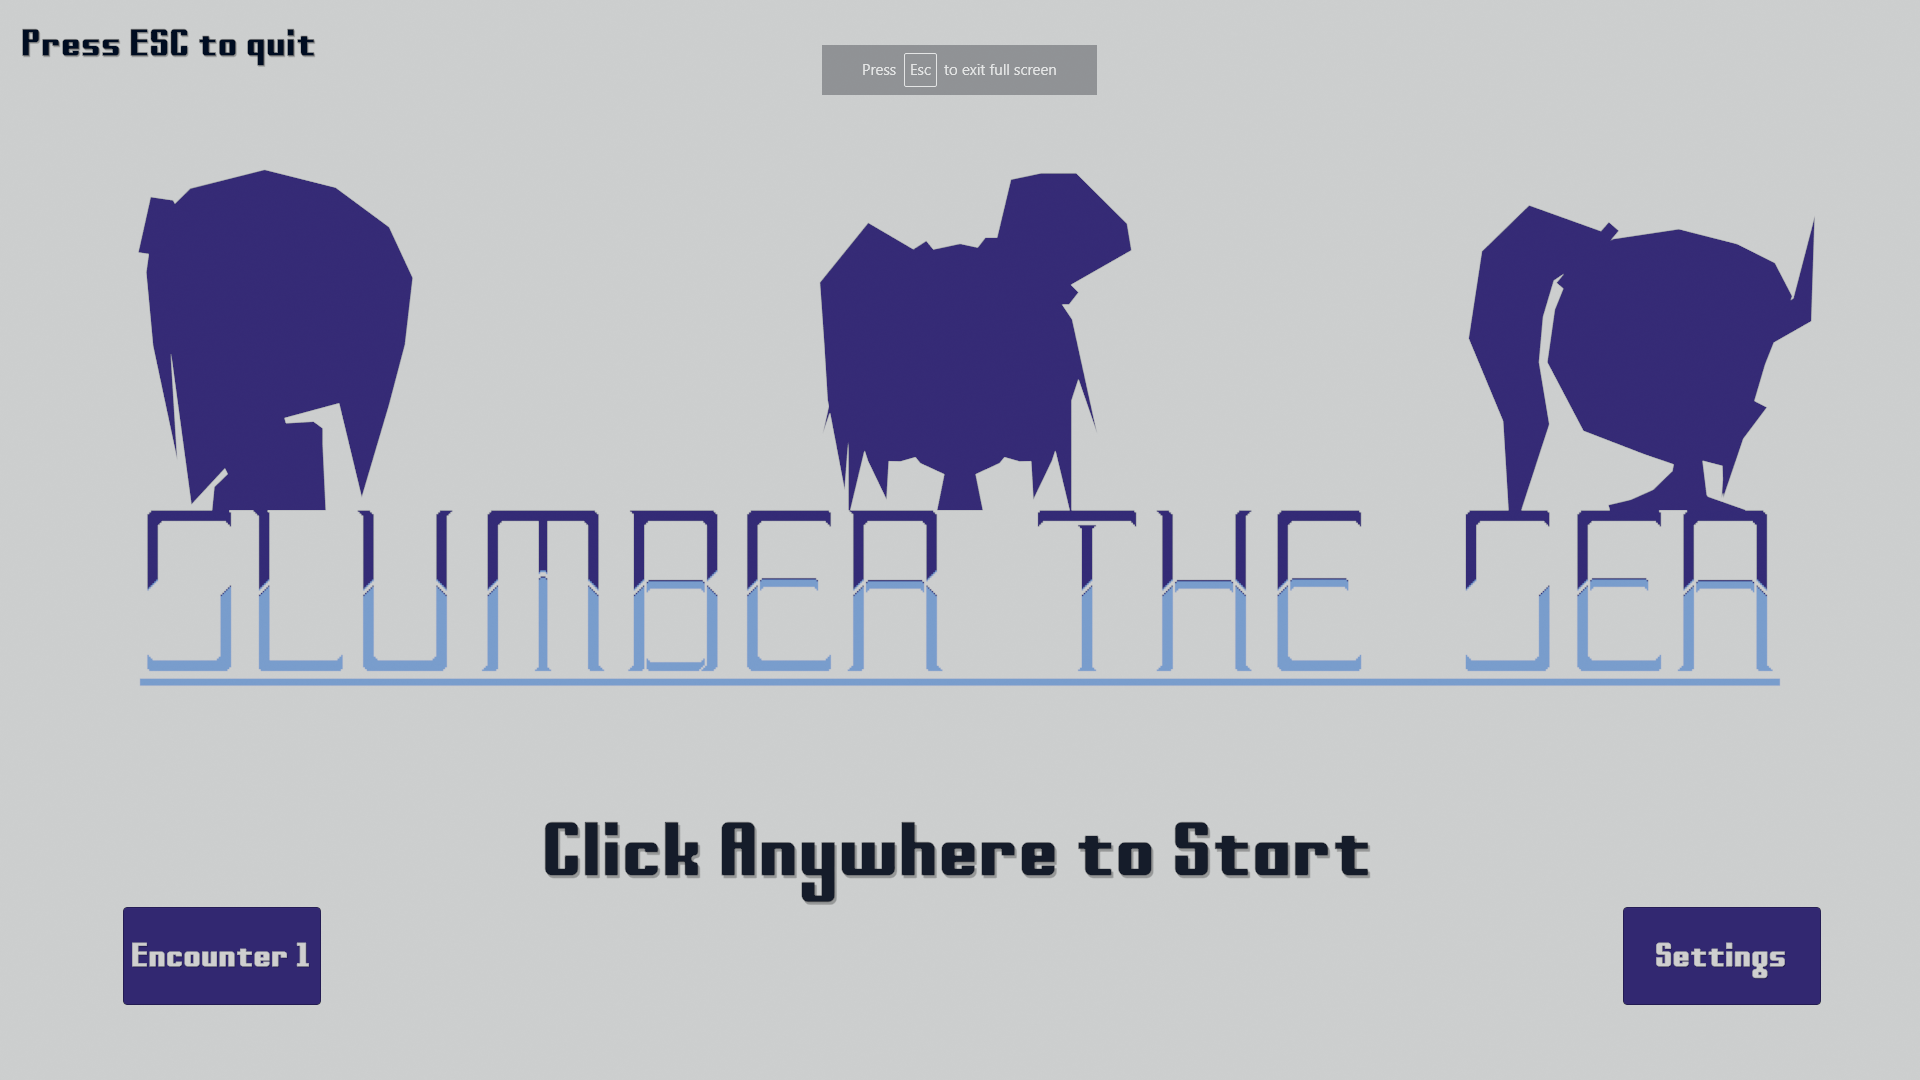 Press ESC to quit
Press Esc to exit full screen
SLUMBER THE SEA
Click Anywhere to Start
Encounter 1
Settings